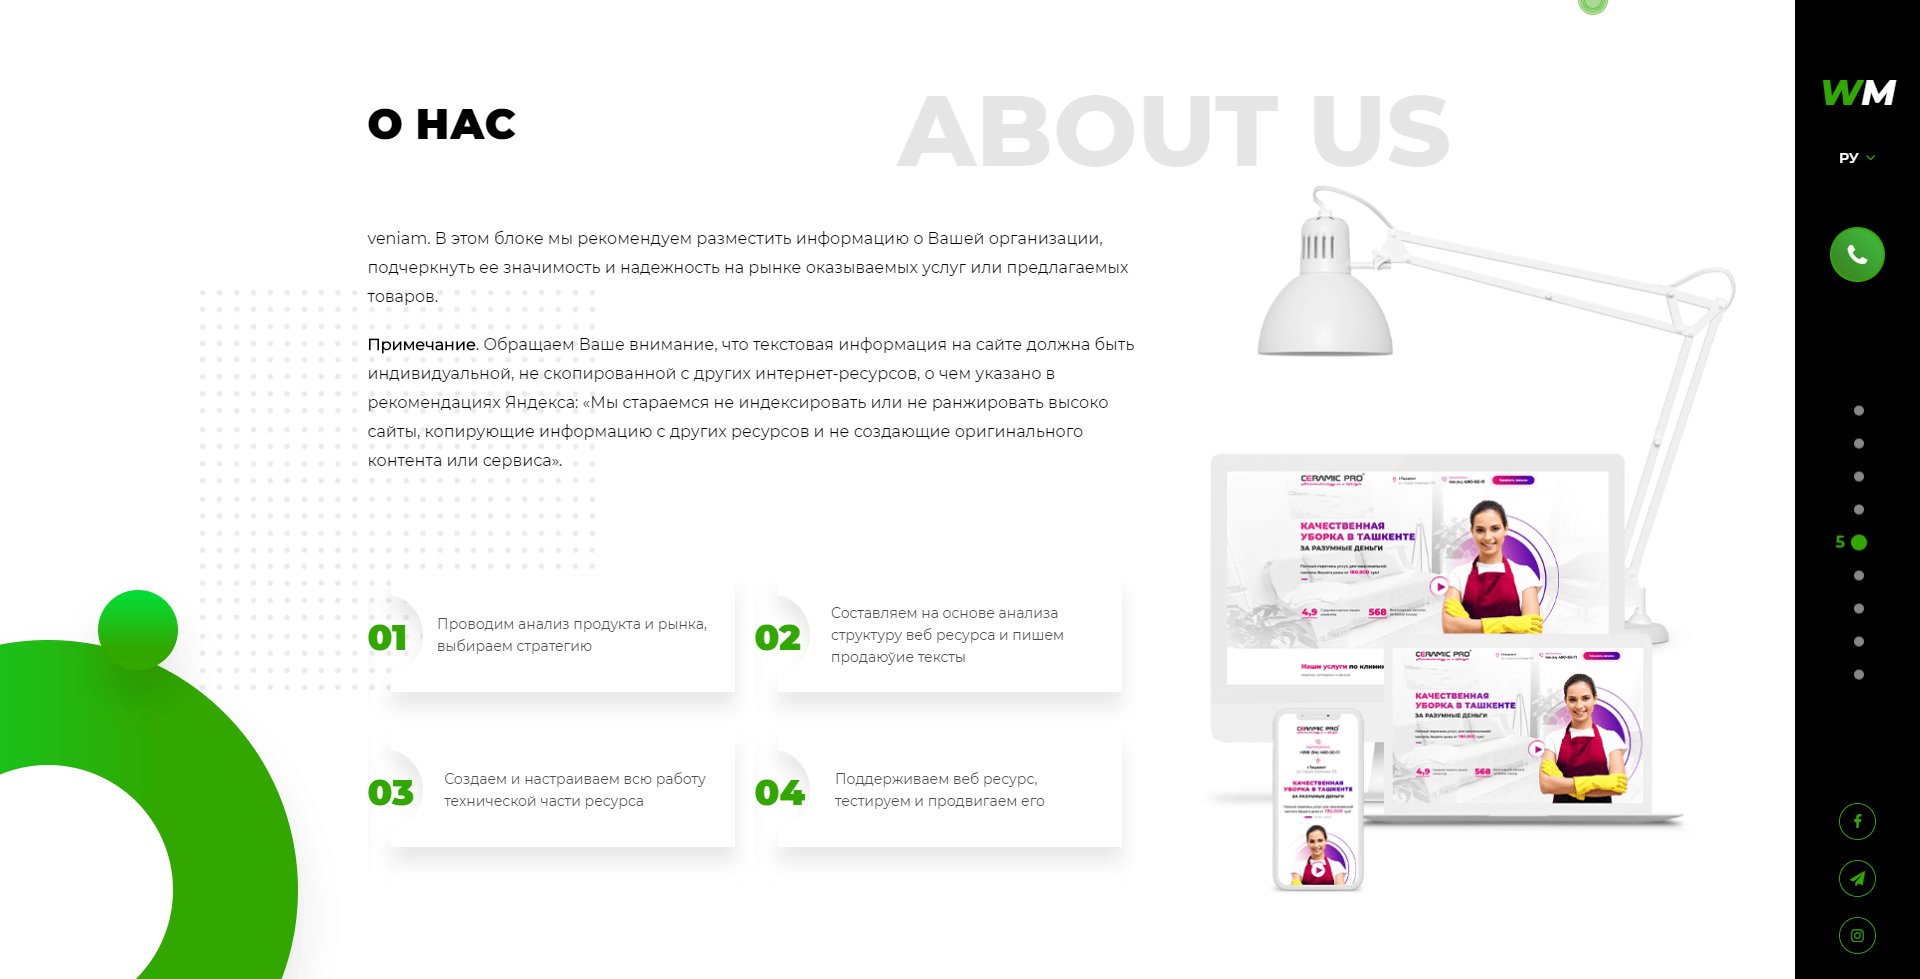 О НАС
ABOUT US
WM
РУ
veniam. В этом блоке мы рекомендуем разместить информацию о Вашей организации,
подчеркнуть ее значимость и надежность на рынке оказываемых услуг или предлагаемых
товаров.
Примечание. Обращаем Ваше внимание, что текстовая информация на сайте должна быть
индивидуальной, не скопированной с других интернет-ресурсов, о чем указано в
рекомендациях Яндекса: «Мы стараемся не индексировать или не ранжировать высоко
сайты, копирующие информацию с других ресурсов и не создающие оригинального
контента или сервиса».
5
01
Проводим анализ продукта и рынка,
выбираем стратегию
02
Составляем на основе анализа
структуру веб ресурса и пишем
продаюўие тексты
03
Создаем и настраиваем всю работу
технической части ресурса
04
Поддерживаем веб ресурс,
тестируем и продвигаем его
CERAMIC PRO
КАЧЕСТВЕННАЯ
УБОРКА В ТАШКЕНТЕ
ЗА РАЗУМНЫЕ ДЕНЬГИ
4,9
568
Наши услуги по клини
CERAMIC PRO
КАЧЕСТВЕННАЯ
УБОРКА В ТАШКЕНТЕ
ЗА РАЗУМНЫЕ ДЕНЬГИ
4,9
568
CERAMIC PRO
КАЧЕСТВЕННАЯ
УБОРКА В ТАШКЕНТЕ
ЗА РАЗУМНЫЕ ДЕНЬГИ